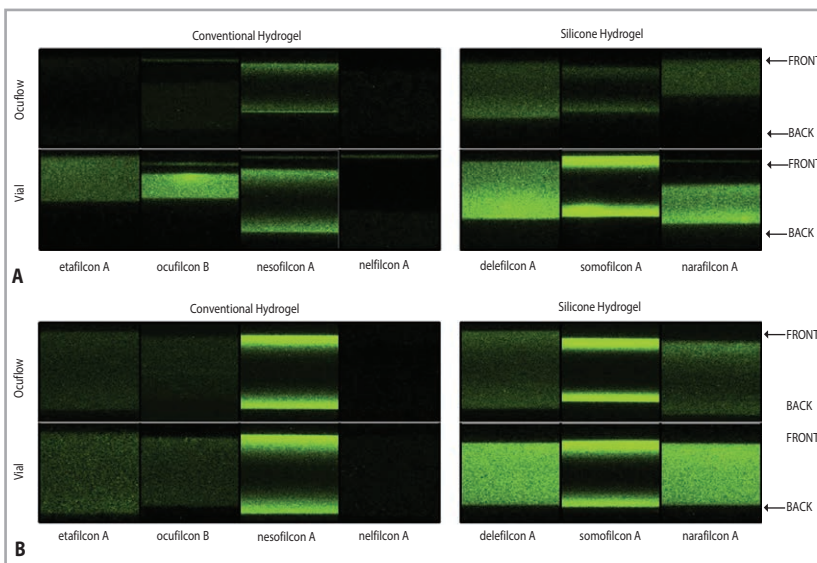 Conventional Hydrogel
Silicone Hydrogel
Ocuflow
FRONT
BACK
Vial
FRONT
BACK
A
etafilcon A
ocufilcon B
nesofilcon A
nelfilcon A
delefilcon A
somofilcon A
narafilcon A
Conventional Hydrogel
Silicone Hydrogel
Ocuflow
FRONT
BACK
Vial
FRONT
BACK
B
etafilcon A
ocufilcon B
nesofilcon A
nelfilcon A
delefilcon A
somofilcon A
narafilcon A